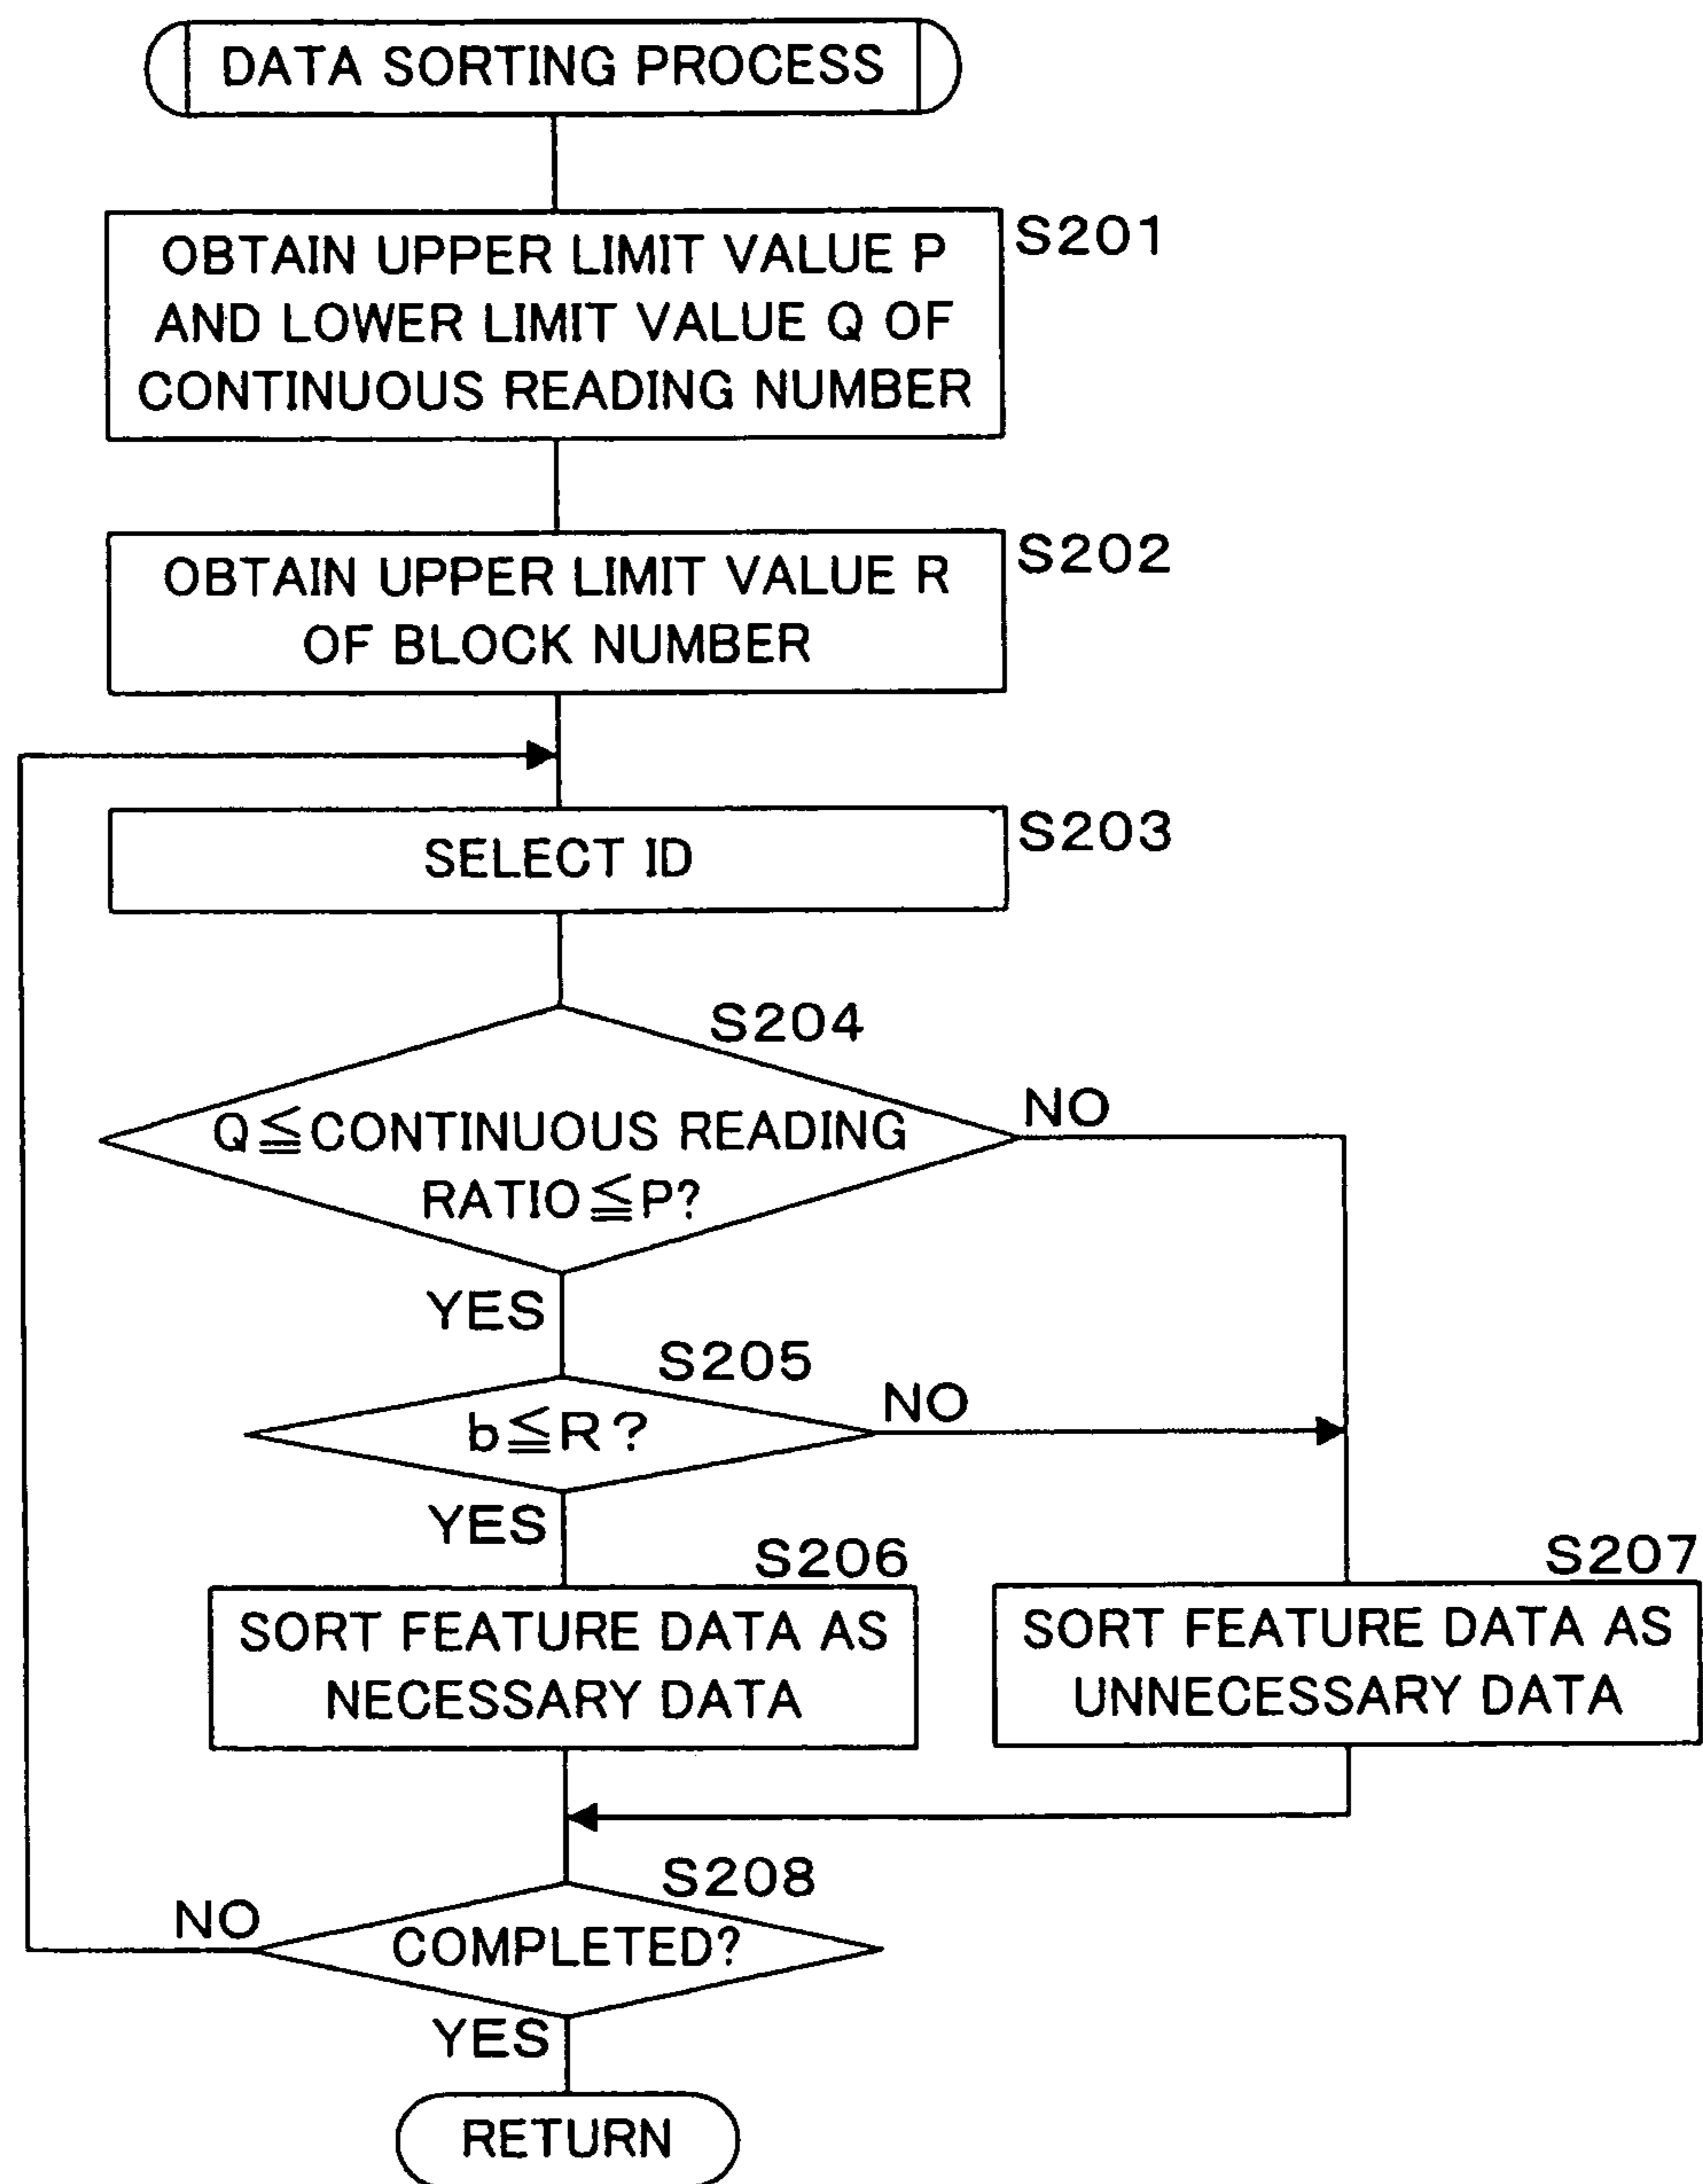 DATA SORTING PROCESS
S201
OBTAIN UPPER LIMIT VALUE P
AND LOWER LIMIT VALUE Q OF
CONTINUOUS READING NUMBER
S202
OBTAIN UPPER LIMIT VALUE R
OF BLOCK NUMBER
S203
SELECT ID
S204
Q≦CONTINUOUS READING
RATIO≦P?
NO
YES
S205
b≦R?
NO
YES
S206
SORT FEATURE DATA AS
NECESSARY DATA
S207
SORT FEATURE DATA AS
UNNECESSARY DATA
S208
COMPLETED?
NO
YES
RETURN